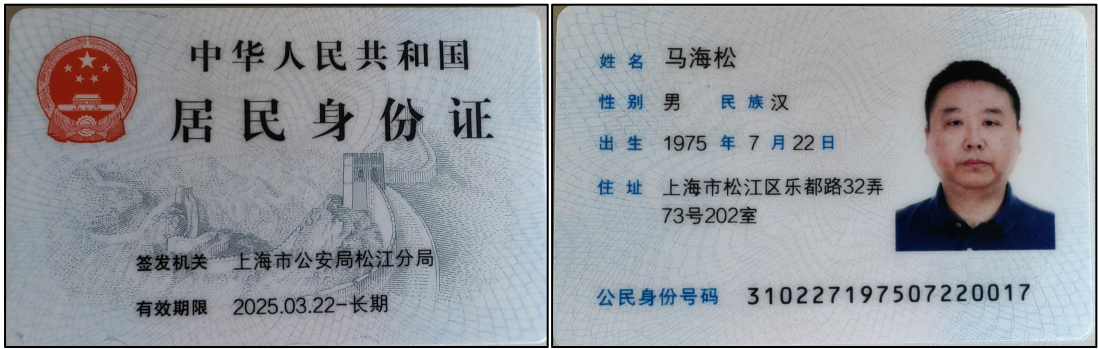 中华人民共和国
居民身份证
签发机关 上海市公安局松江分局
有效期限 2025.03.22-长期
姓名 马海松
性别 男 民族 汉
出生 1975 年 7 月 22 日
住址 上海市松江区乐都路32弄
73号202室
公民身份号码 310227197507220017